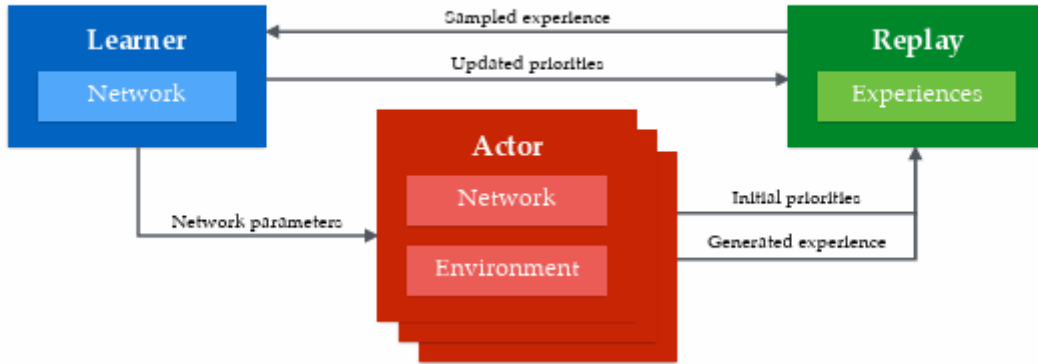 Sampled experience
Learner
Replay
Updated priorities
Network
Experiences
Actor
Network
Initial priorities
Network parameters
Generated experience
Environment